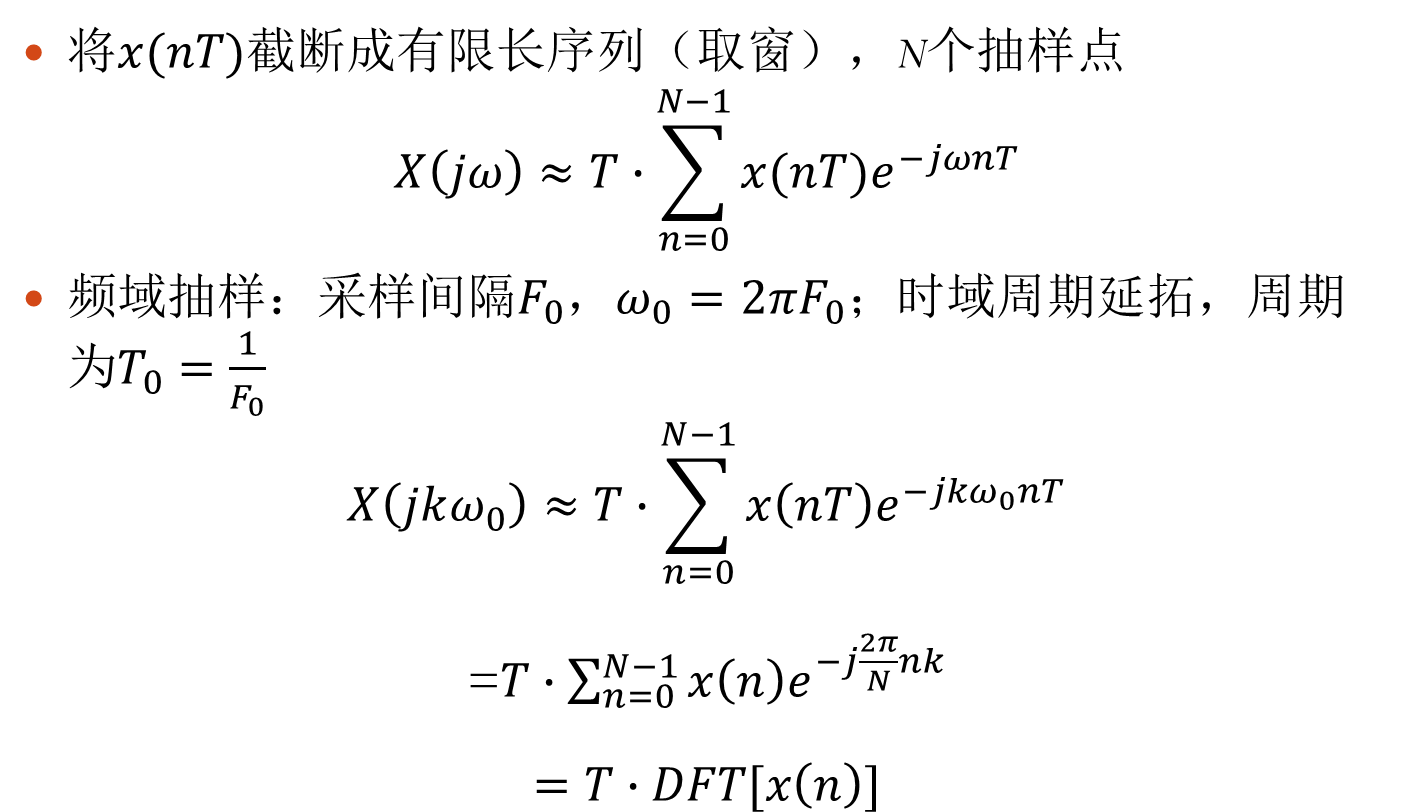 • 将x(nT)截断成有限长序列（取窗），N个抽样点
X(jω) ≈ T · ∑_{n=0}^{N−1} x(nT)e^{−jωnT}
• 频域抽样：采样间隔F₀，ω₀ = 2πF₀；时域周期延拓，周期
为T₀ = \frac{1}{F₀}
X(jkω₀) ≈ T · ∑_{n=0}^{N−1} x(nT)e^{−jkω₀nT}
=T · ∑_{n=0}^{N−1} x(n)e^{−j\frac{2π}{N}nk}
= T · DFT[x(n)]